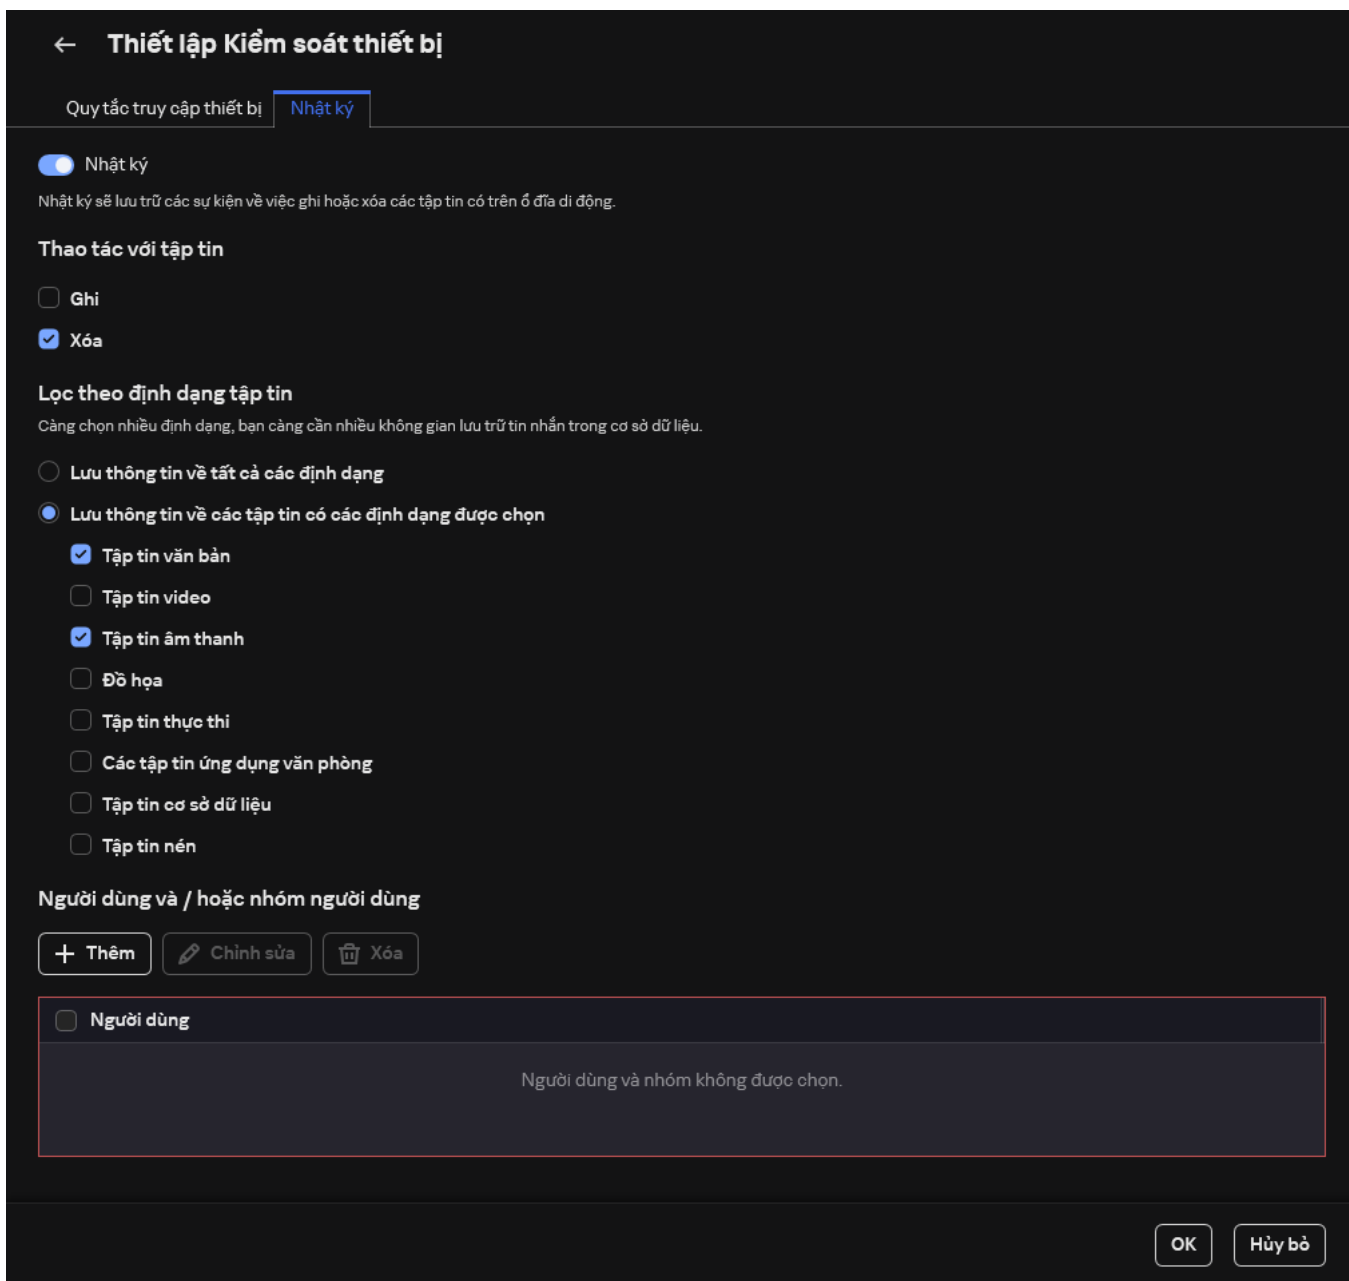 Thiết lập Kiểm soát thiết bị
Quy tắc truy cập thiết bị
Nhật ký
Nhật ký
Nhật ký sẽ lưu trữ các sự kiện về việc ghi hoặc xóa các tập tin có trên ổ đĩa di động.
Thao tác với tập tin
Ghi
Xóa
Lọc theo định dạng tập tin
Càng chọn nhiều định dạng, bạn càng cần nhiều không gian lưu trữ tin nhắn trong cơ sở dữ liệu.
Lưu thông tin về tất cả các định dạng
Lưu thông tin về các tập tin có các định dạng được chọn
Tập tin văn bản
Tập tin video
Tập tin âm thanh
Đồ họa
Tập tin thực thi
Các tập tin ứng dụng văn phòng
Tập tin cơ sở dữ liệu
Tập tin nén
Người dùng và / hoặc nhóm người dùng
Thêm
Chỉnh sửa
Xóa
Người dùng
Người dùng và nhóm không được chọn.
OK
Hủy bỏ